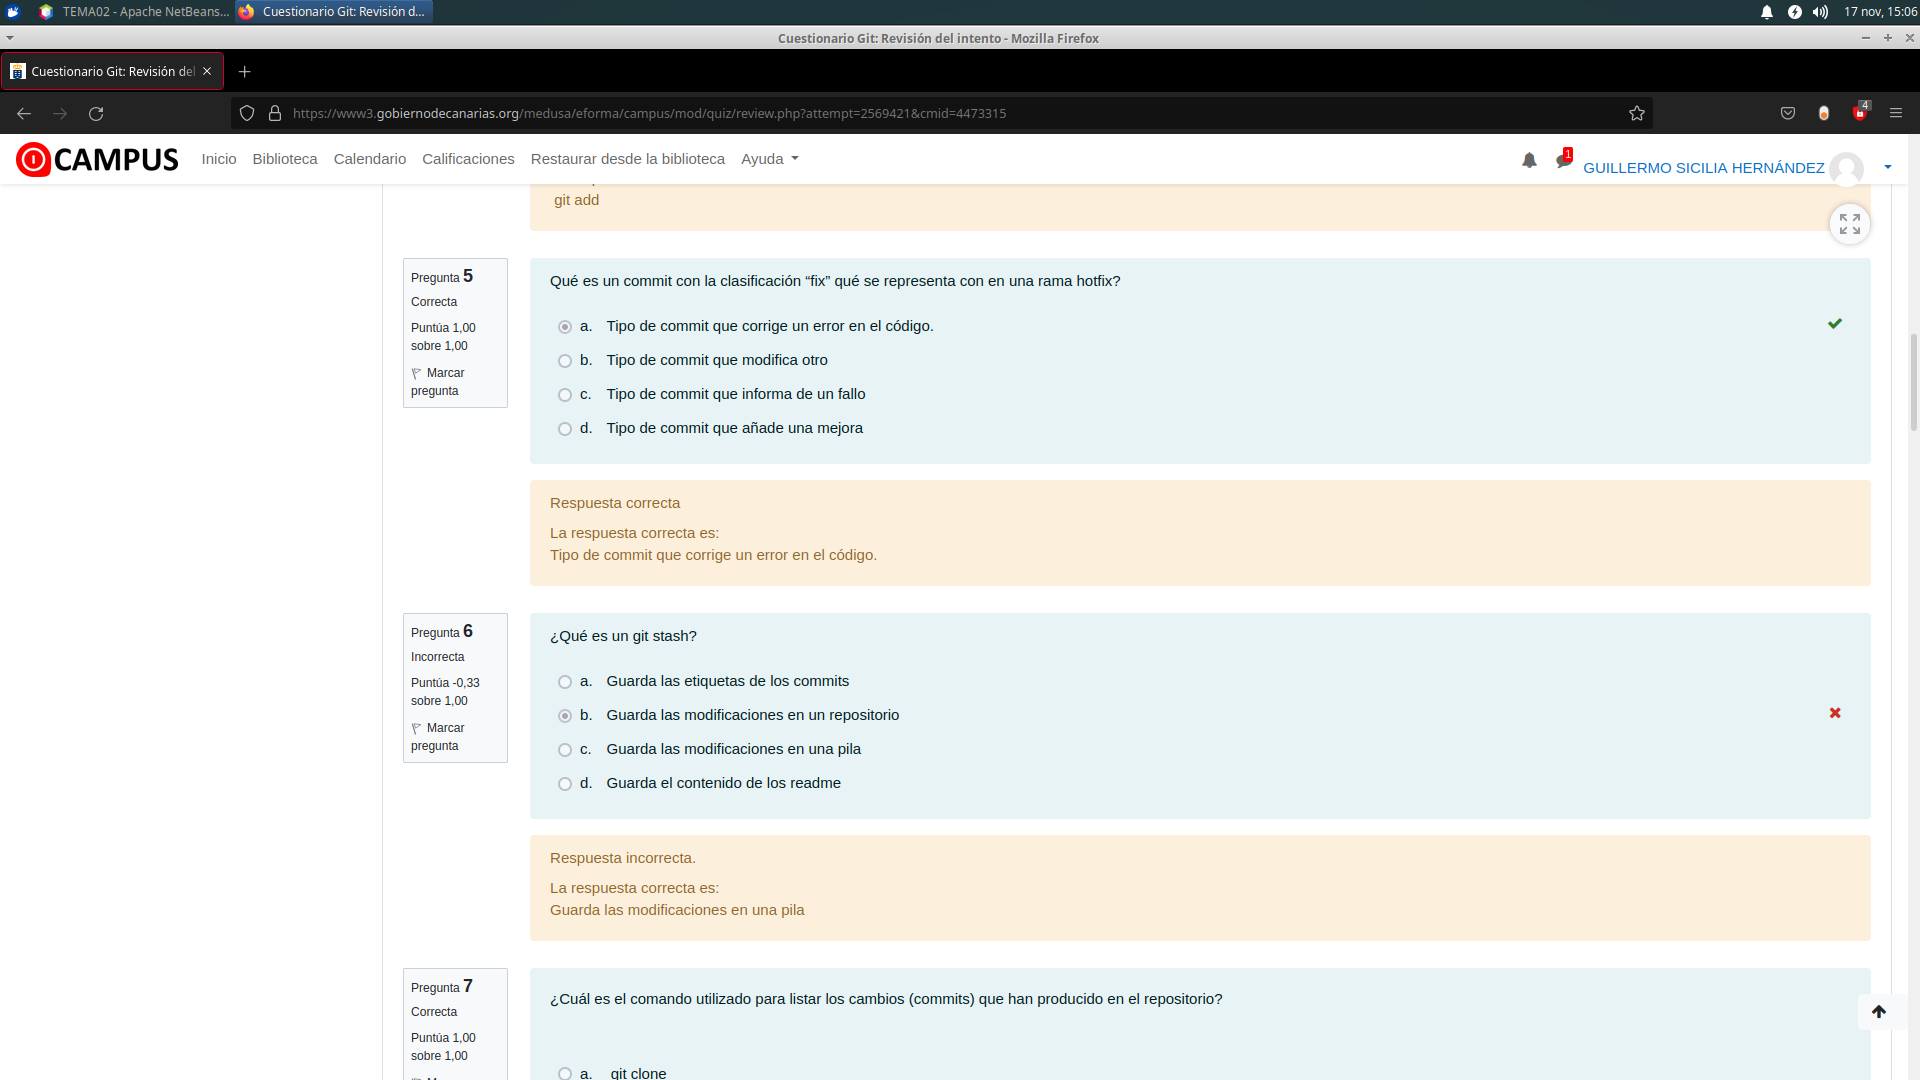 TEMA02 - Apache NetBeans...
Cuestionario Git: Revisión d...
17 nov, 15:06
Cuestionario Git: Revisión del intento - Mozilla Firefox
Cuestionario Git: Revisión del
https://www3.gobiernodecanarias.org/medusa/eforma/campus/mod/quiz/review.php?attempt=2569421&cmid=4473315
4
CAMPUS
Inicio
Biblioteca
Calendario
Calificaciones
Restaurar desde la biblioteca
Ayuda
1
GUILLERMO SICILIA HERNÁNDEZ
git add
Pregunta 5
Correcta
Puntúa 1,00
sobre 1,00
Marcar
pregunta
Qué es un commit con la clasificación “fix” qué se representa con en una rama hotfix?
a. Tipo de commit que corrige un error en el código.
b. Tipo de commit que modifica otro
c. Tipo de commit que informa de un fallo
d. Tipo de commit que añade una mejora
Respuesta correcta
La respuesta correcta es:
Tipo de commit que corrige un error en el código.
Pregunta 6
Incorrecta
Puntúa -0,33
sobre 1,00
Marcar
pregunta
¿Qué es un git stash?
a. Guarda las etiquetas de los commits
b. Guarda las modificaciones en un repositorio
c. Guarda las modificaciones en una pila
d. Guarda el contenido de los readme
Respuesta incorrecta.
La respuesta correcta es:
Guarda las modificaciones en una pila
Pregunta 7
Correcta
Puntúa 1,00
sobre 1,00
¿Cuál es el comando utilizado para listar los cambios (commits) que han producido en el repositorio?
a. git clone